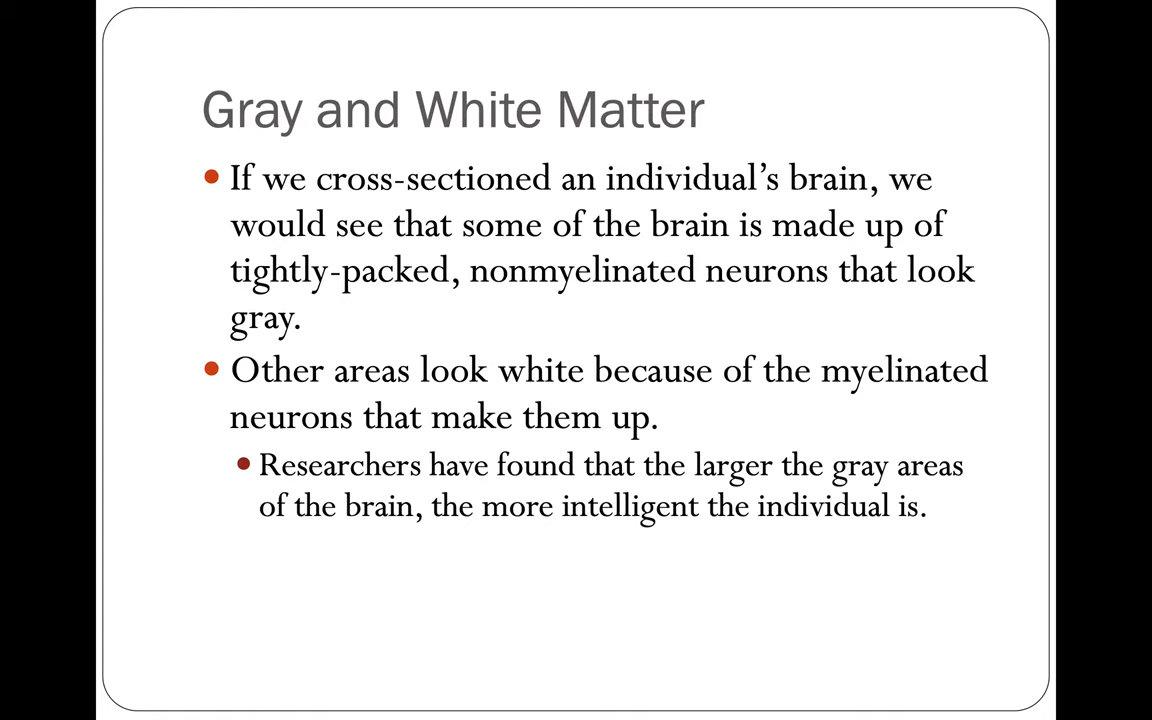 Gray and White Matter
If we cross-sectioned an individual’s brain, we
would see that some of the brain is made up of
tightly-packed, nonmyelinated neurons that look
gray.
Other areas look white because of the myelinated
neurons that make them up.
Researchers have found that the larger the gray areas
of the brain, the more intelligent the individual is.